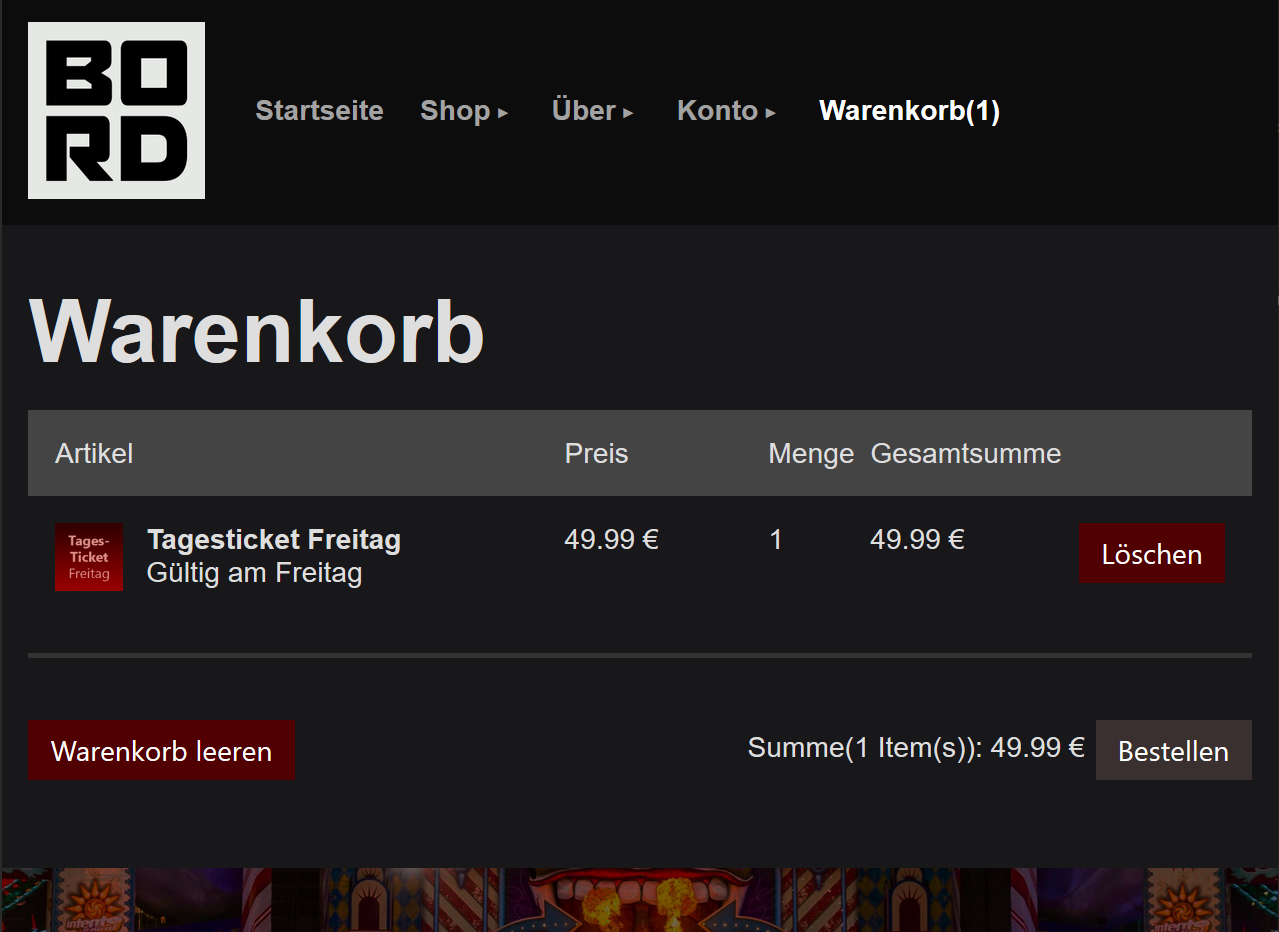 BO
RD
Startseite Shop ▸ Über ▸ Konto ▸ Warenkorb(1)
Warenkorb
Artikel Preis Menge Gesamtsumme
Tages-
Ticket
Freitag
Tagesticket Freitag 49.99 € 1 49.99 € Löschen
Gültig am Freitag
Warenkorb leeren Summe(1 Item(s)): 49.99 € Bestellen